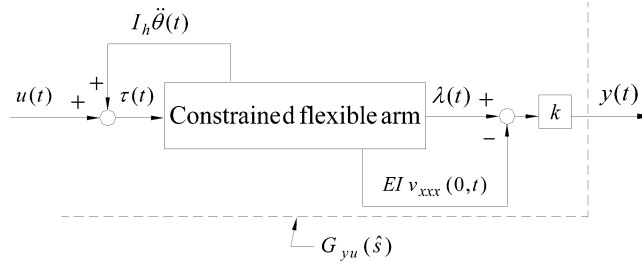 I_h θ̈(t)
+
u(t) + τ(t) Constrained flexible arm λ(t) + k y(t)
−
EI v_xxx (0,t)
G_yu (ŝ)